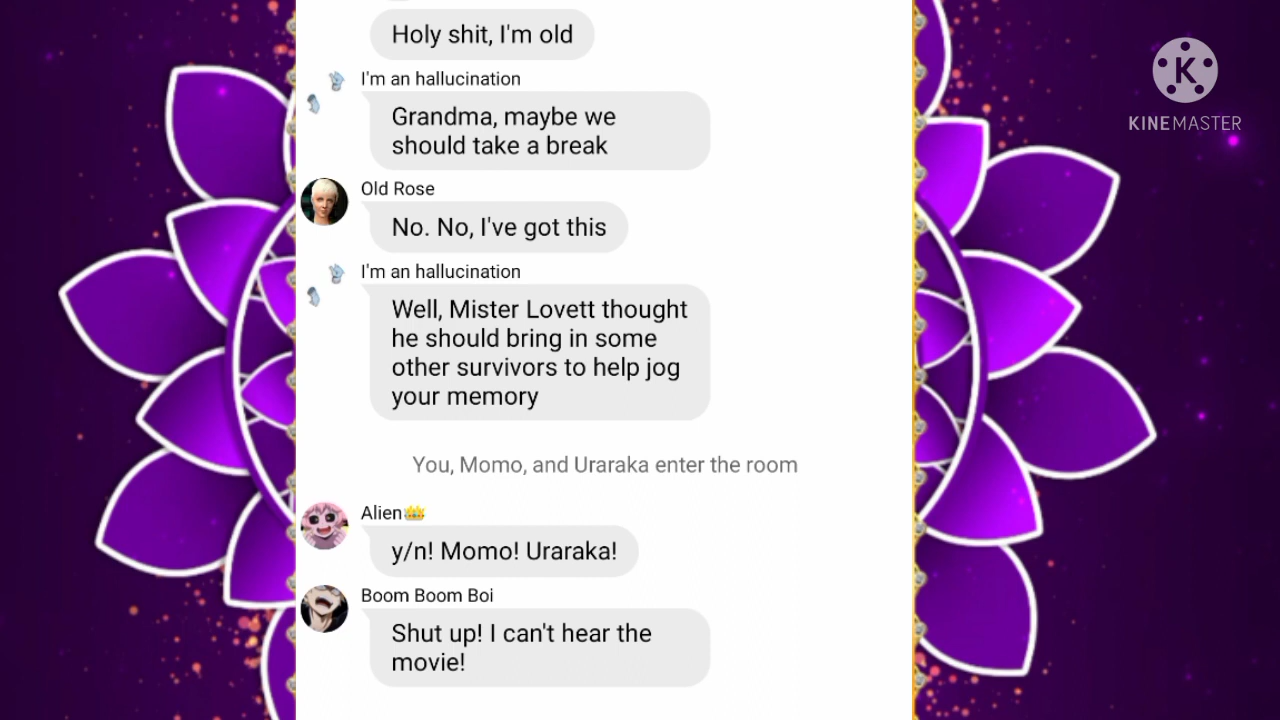 Holy shit, I'm old
I'm an hallucination
Grandma, maybe we
should take a break
Old Rose
No. No, I've got this
I'm an hallucination
Well, Mister Lovett thought
he should bring in some
other survivors to help jog
your memory
You, Momo, and Uraraka enter the room
Alien👑
y/n! Momo! Uraraka!
Boom Boom Boi
Shut up! I can't hear the
movie!
K
KINEMASTER